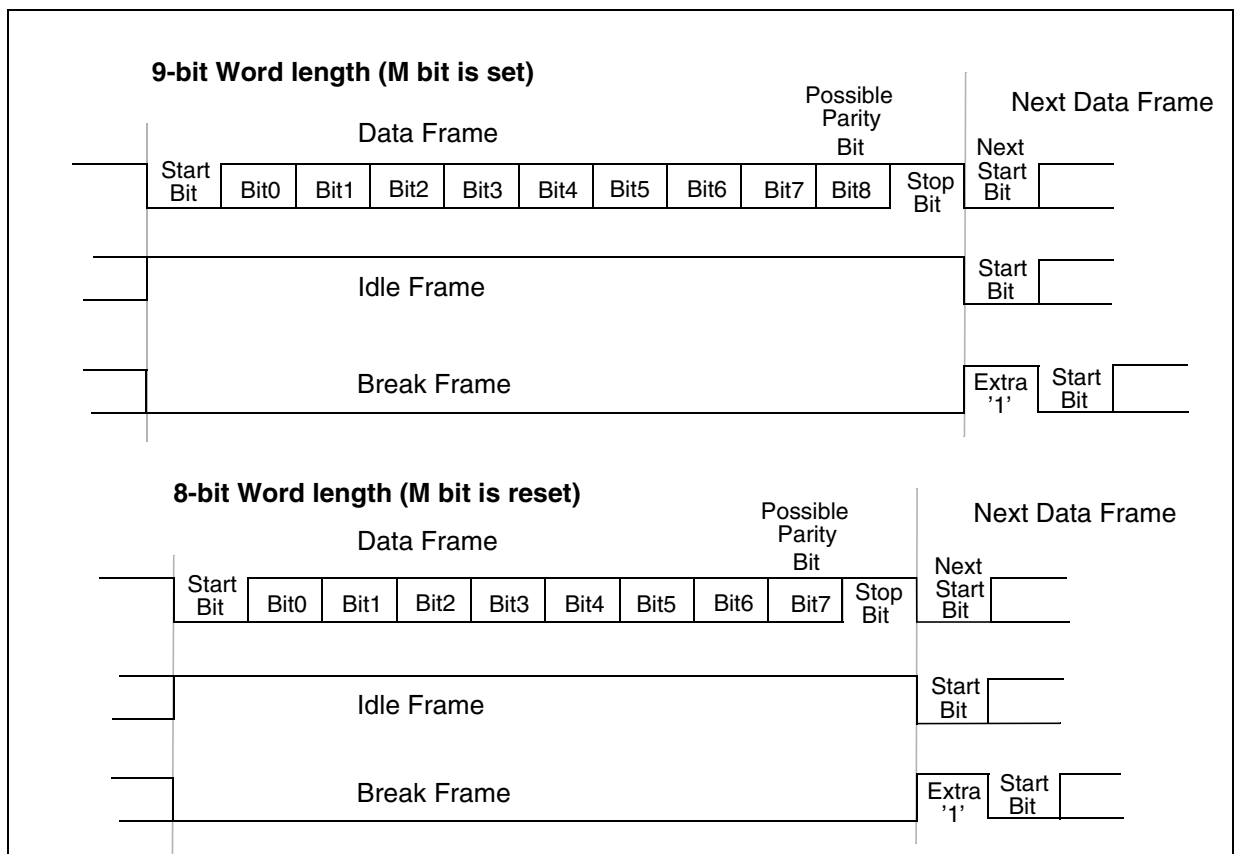 9-bit Word length (M bit is set)
Possible
Parity
Bit
Next Data Frame
Data Frame
Start
Bit
Bit0 Bit1 Bit2 Bit3 Bit4 Bit5 Bit6 Bit7 Bit8
Stop
Bit
Next
Start
Bit
Idle Frame
Start
Bit
Break Frame
Extra
’1’
Start
Bit
8-bit Word length (M bit is reset)
Possible
Parity
Bit
Next Data Frame
Data Frame
Start
Bit
Bit0 Bit1 Bit2 Bit3 Bit4 Bit5 Bit6 Bit7
Stop
Bit
Next
Start
Bit
Idle Frame
Start
Bit
Break Frame
Extra
’1’
Start
Bit